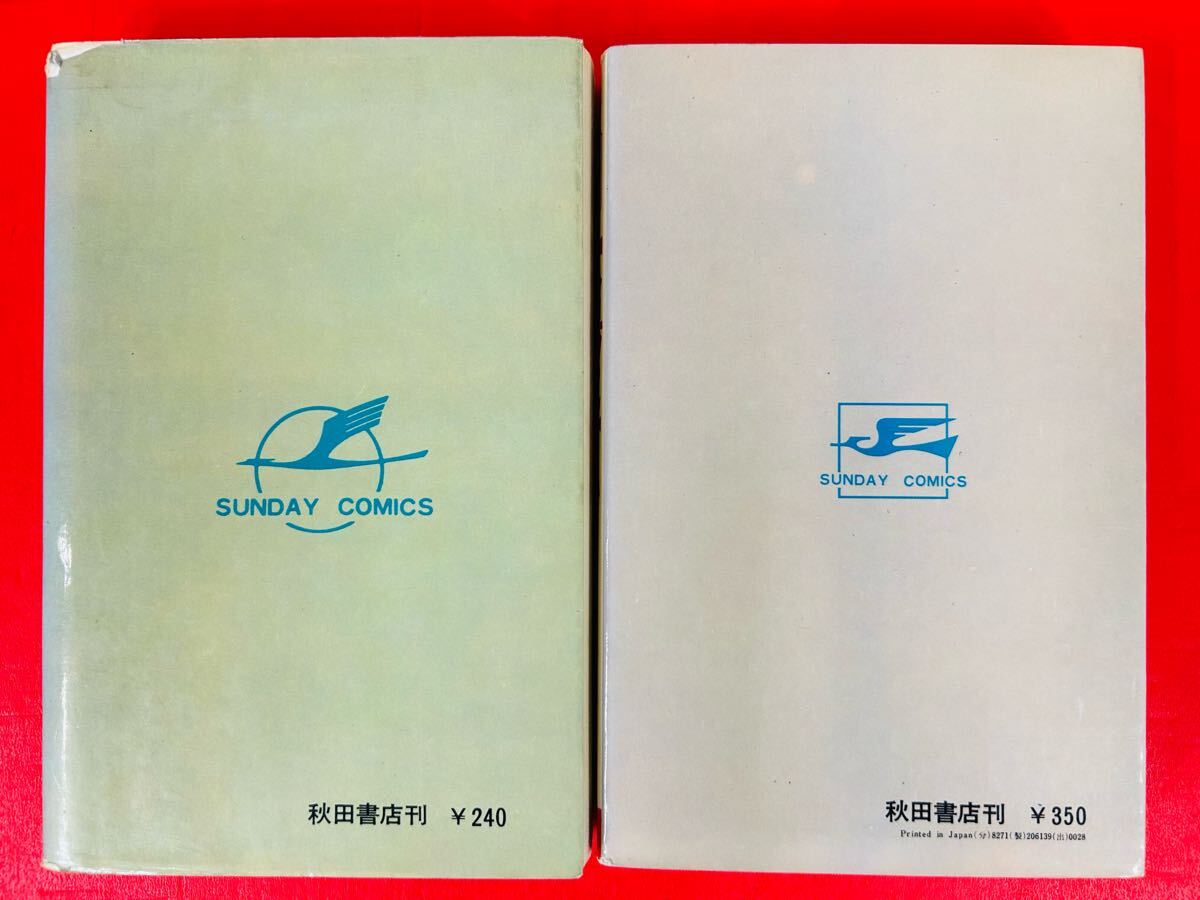 SUNDAY COMICS
秋田書店刊 ￥240
SUNDAY COMICS
秋田書店刊 ￥350
Printed in Japan(分)8271(製)206139(出)0028